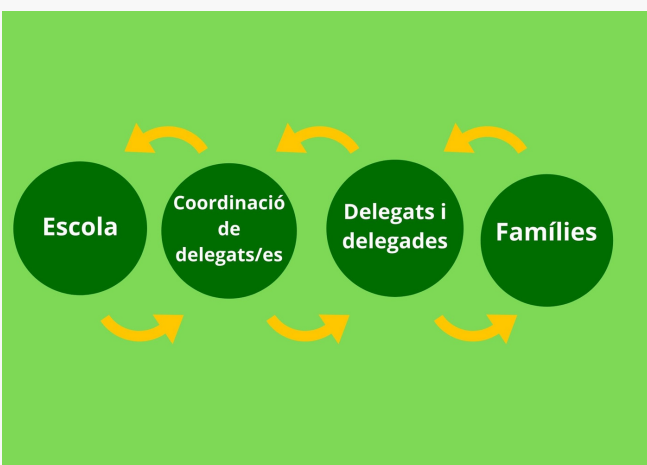 Escola
Coordinació
de
delegats/es
Delegats i
delegades
Famílies